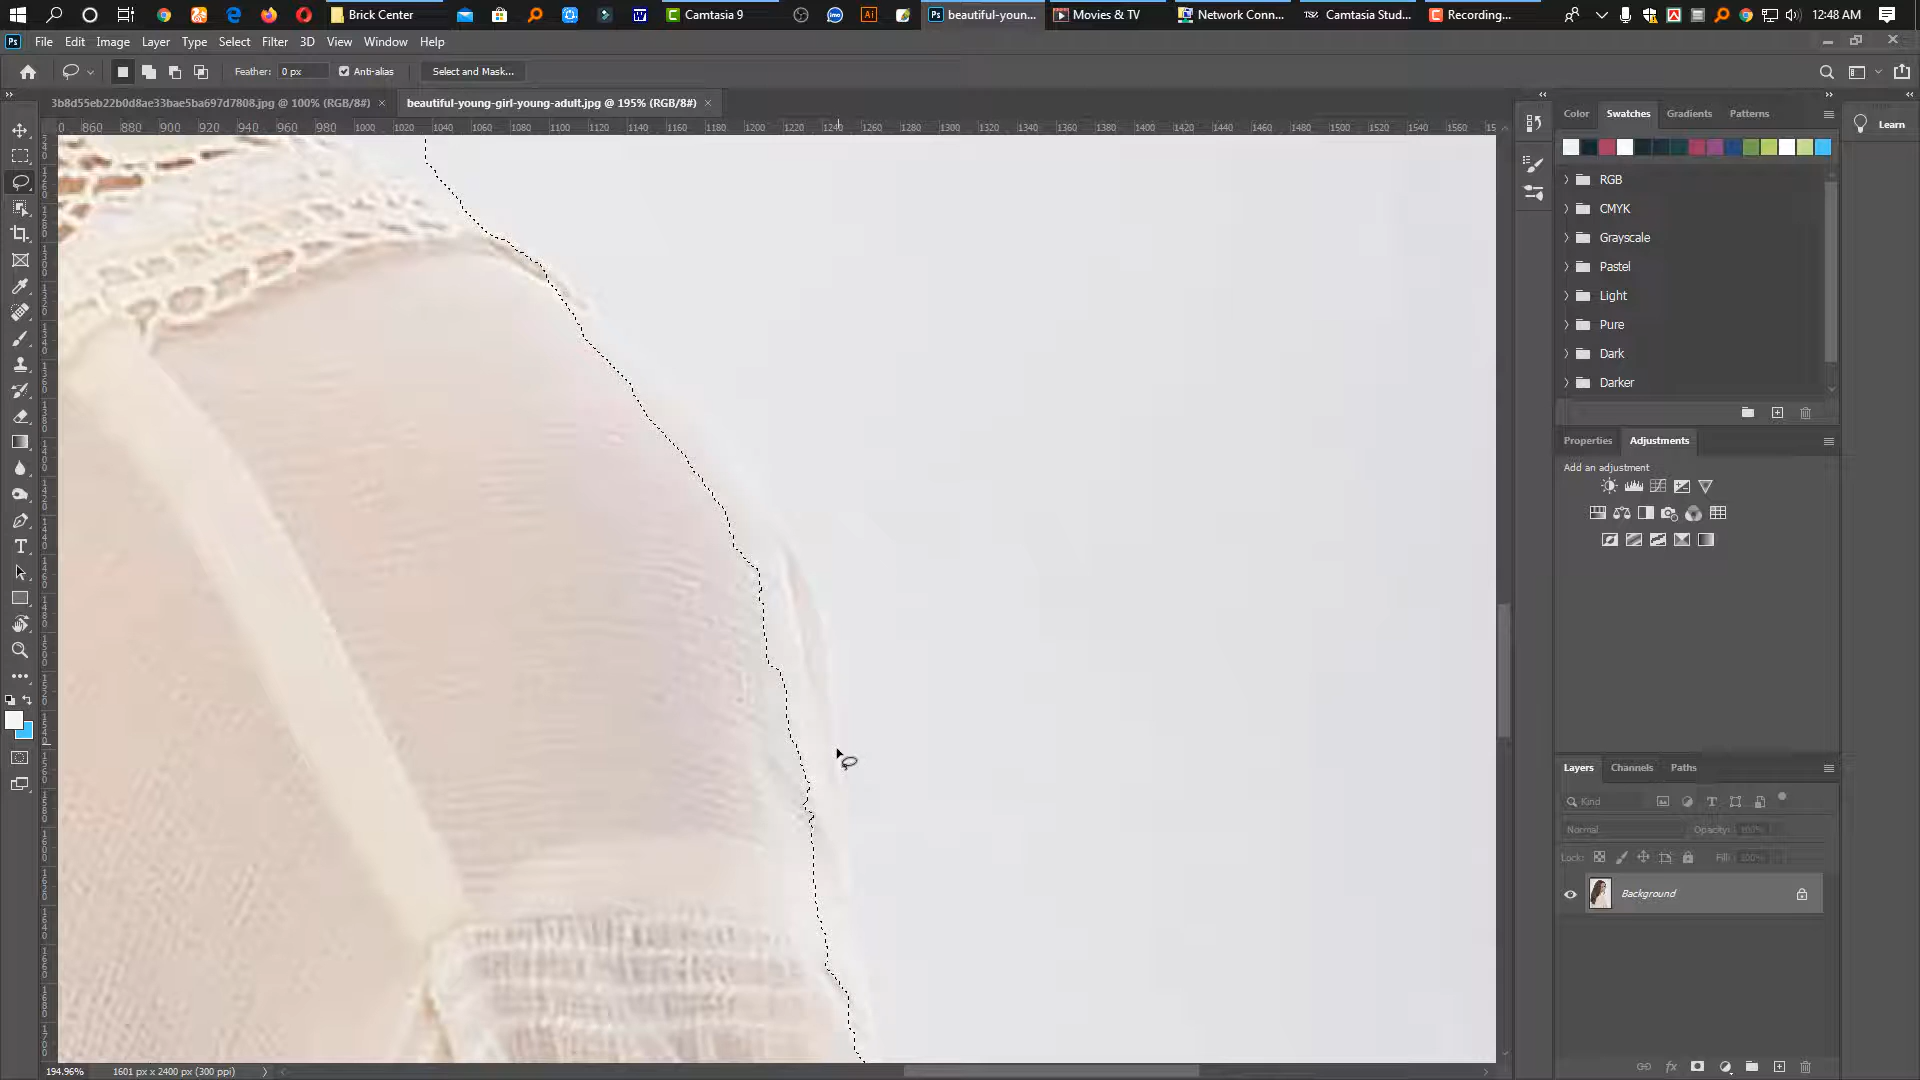 Brick Center
Camtasia 9
beautiful-youn...
Movies & TV
Network Conn...
Camtasia Stud...
Recording...
12:48 AM
Ps File Edit Image Layer Type Select Filter 3D View Window Help
Feather: 0 px Anti-alias Select and Mask...
3b8d55eb22b0d8ae33bae5ba697d7808.jpg @ 100% (RGB/8#) × beautiful-young-girl-young-adult.jpg @ 195% (RGB/8#) ×
0 860 880 900 920 940 960 980 1000 1020 1040 1060 1080 1100 1120 1140 1160 1180 1200 1220 1240 1260 1280 1300 1320 1340 1360 1380 1400 1420 1440 1460 1480 1500 1520 1540 1560
Color Swatches Gradients Patterns
Learn
RGB
CMYK
Grayscale
Pastel
Light
Pure
Dark
Darker
Properties Adjustments
Add an adjustment
Layers Channels Paths
Kind
Normal Opacity: 100%
Lock: Fill: 100%
Background
194.96% 1601 px x 2400 px (300 ppi)